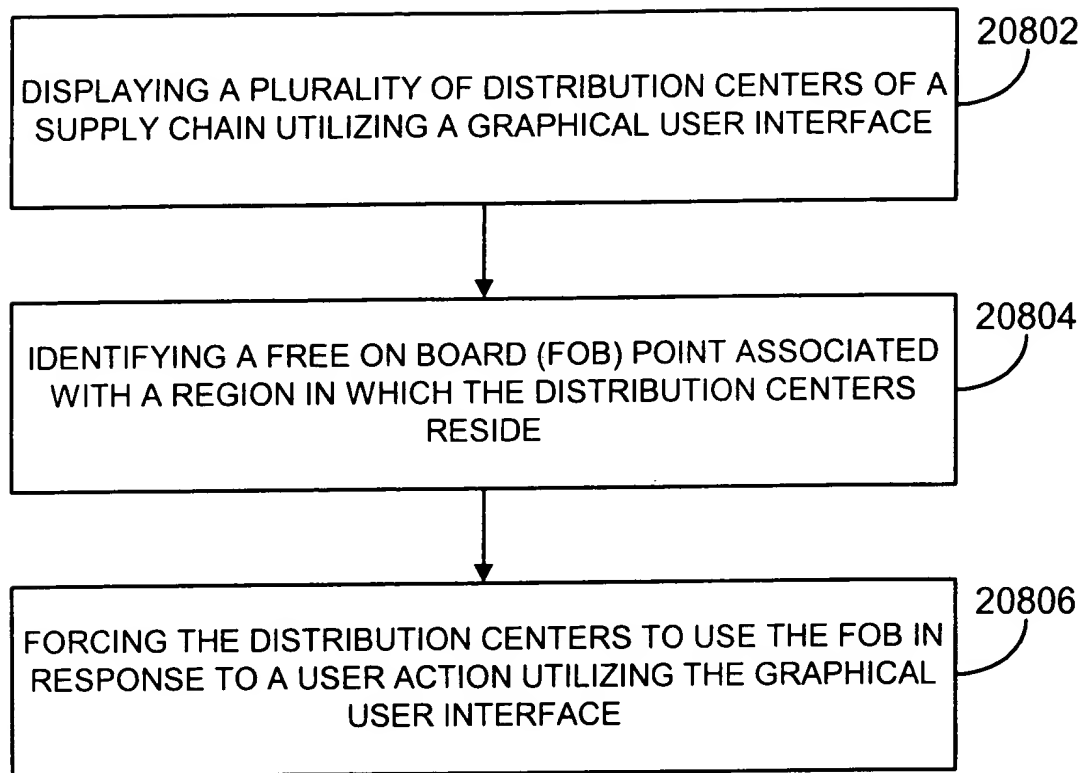 20802
DISPLAYING A PLURALITY OF DISTRIBUTION CENTERS OF A
SUPPLY CHAIN UTILIZING A GRAPHICAL USER INTERFACE
20804
IDENTIFYING A FREE ON BOARD (FOB) POINT ASSOCIATED
WITH A REGION IN WHICH THE DISTRIBUTION CENTERS
RESIDE
20806
FORCING THE DISTRIBUTION CENTERS TO USE THE FOB IN
RESPONSE TO A USER ACTION UTILIZING THE GRAPHICAL
USER INTERFACE